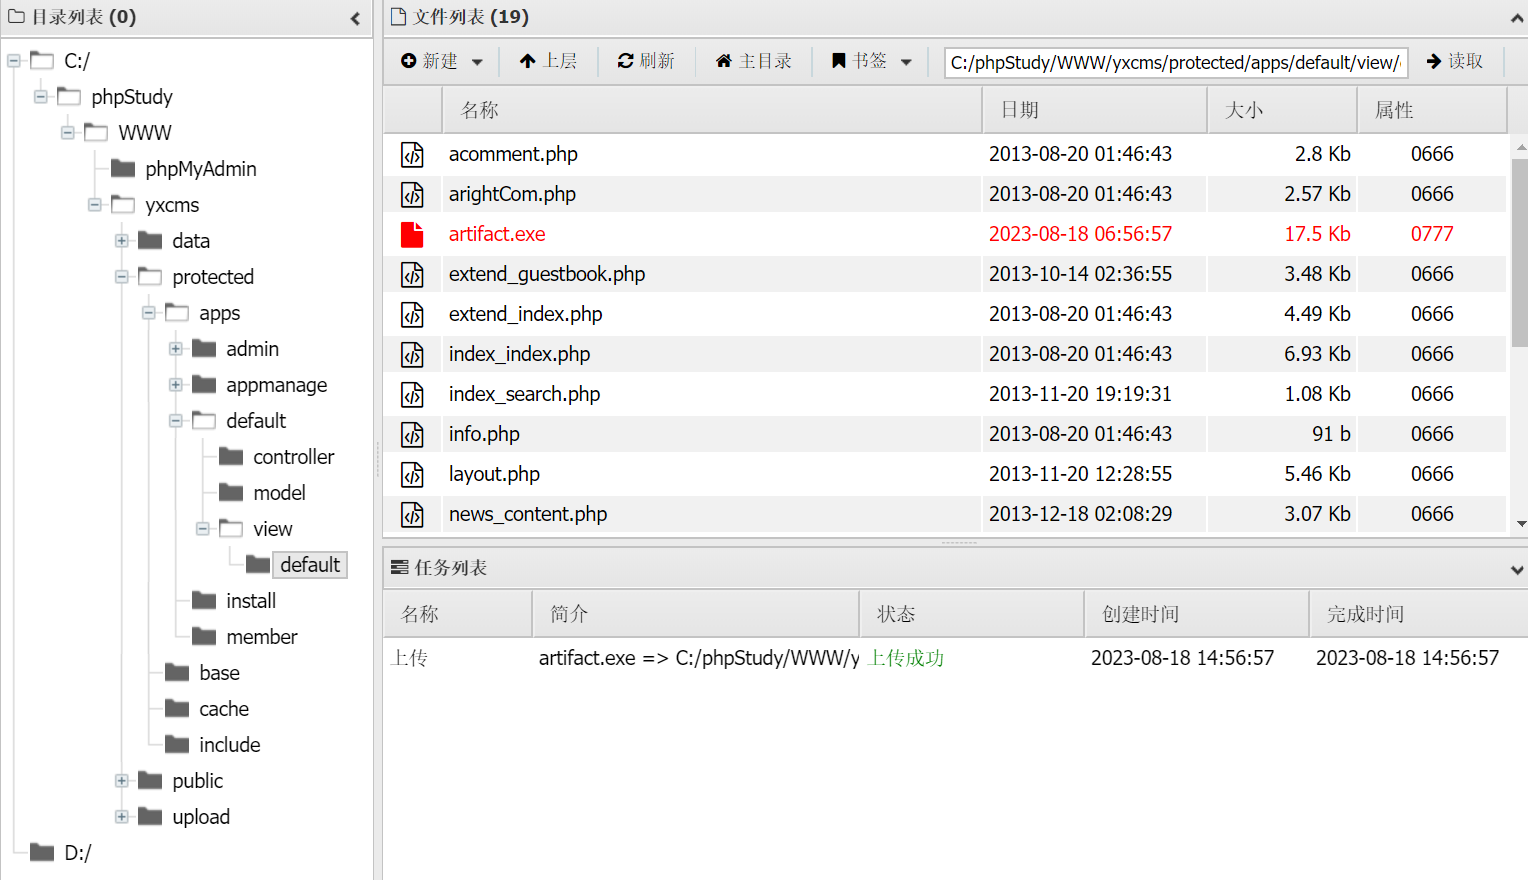 目录列表 (0)
C:/
phpStudy
WWW
phpMyAdmin
yxcms
data
protected
apps
admin
appmanage
default
controller
model
view
default
install
member
base
cache
include
public
upload
D:/
文件列表 (19)
新建 上层 刷新 主目录 书签 C:/phpStudy/WWW/yxcms/protected/apps/default/view/ 读取
名称 日期 大小 属性
acomment.php 2013-08-20 01:46:43 2.8 Kb 0666
arightCom.php 2013-08-20 01:46:43 2.57 Kb 0666
artifact.exe 2023-08-18 06:56:57 17.5 Kb 0777
extend_guestbook.php 2013-10-14 02:36:55 3.48 Kb 0666
extend_index.php 2013-08-20 01:46:43 4.49 Kb 0666
index_index.php 2013-08-20 01:46:43 6.93 Kb 0666
index_search.php 2013-11-20 19:19:31 1.08 Kb 0666
info.php 2013-08-20 01:46:43 91 b 0666
layout.php 2013-11-20 12:28:55 5.46 Kb 0666
news_content.php 2013-12-18 02:08:29 3.07 Kb 0666
任务列表
名称 简介 状态 创建时间 完成时间
上传 artifact.exe => C:/phpStudy/WWW/y 上传成功 2023-08-18 14:56:57 2023-08-18 14:56:57